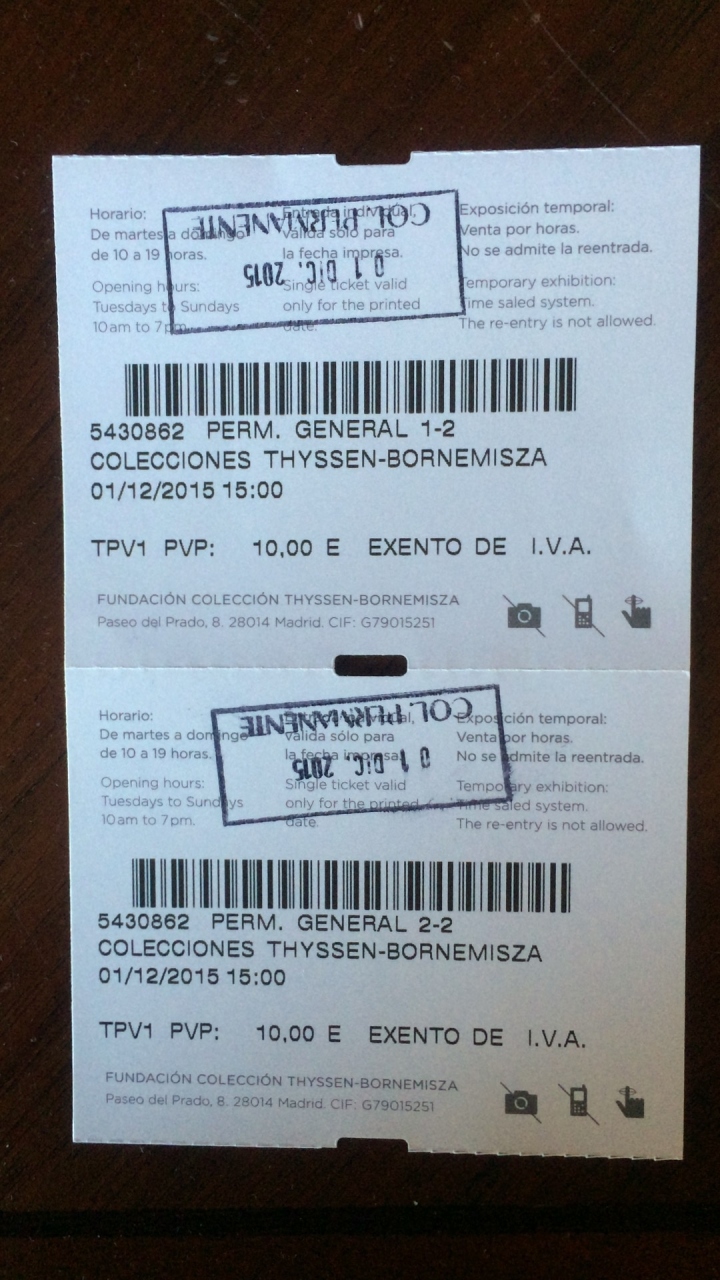 Horario:
De martes a domingo
de 10 a 19 horas.
Opening hours:
Tuesdays to Sundays
10am to 7pm.
Entrada individual,
válida sólo para
la fecha impresa.
Single ticket valid
only for the printed
date.
Exposición temporal:
Venta por horas.
No se admite la reentrada.
Temporary exhibition:
Time saled system.
The re-entry is not allowed.
COL. PERMANENTE
01 DIC. 2015
5430862 PERM. GENERAL 1-2
COLECCIONES THYSSEN-BORNEMISZA
01/12/2015 15:00
TPV1 PVP: 10,00 E EXENTO DE I.V.A.
FUNDACIÓN COLECCIÓN THYSSEN-BORNEMISZA
Paseo del Prado, 8. 28014 Madrid. CIF: G79015251
Horario:
De martes a domingo
de 10 a 19 horas.
Opening hours:
Tuesdays to Sundays
10am to 7pm.
Entrada individual,
válida sólo para
la fecha impresa.
Single ticket valid
only for the printed
date.
Exposición temporal:
Venta por horas.
No se admite la reentrada.
Temporary exhibition:
Time saled system.
The re-entry is not allowed.
COL. PERMANENTE
01 DIC. 2015
5430862 PERM. GENERAL 2-2
COLECCIONES THYSSEN-BORNEMISZA
01/12/2015 15:00
TPV1 PVP: 10,00 E EXENTO DE I.V.A.
FUNDACIÓN COLECCIÓN THYSSEN-BORNEMISZA
Paseo del Prado, 8. 28014 Madrid. CIF: G79015251